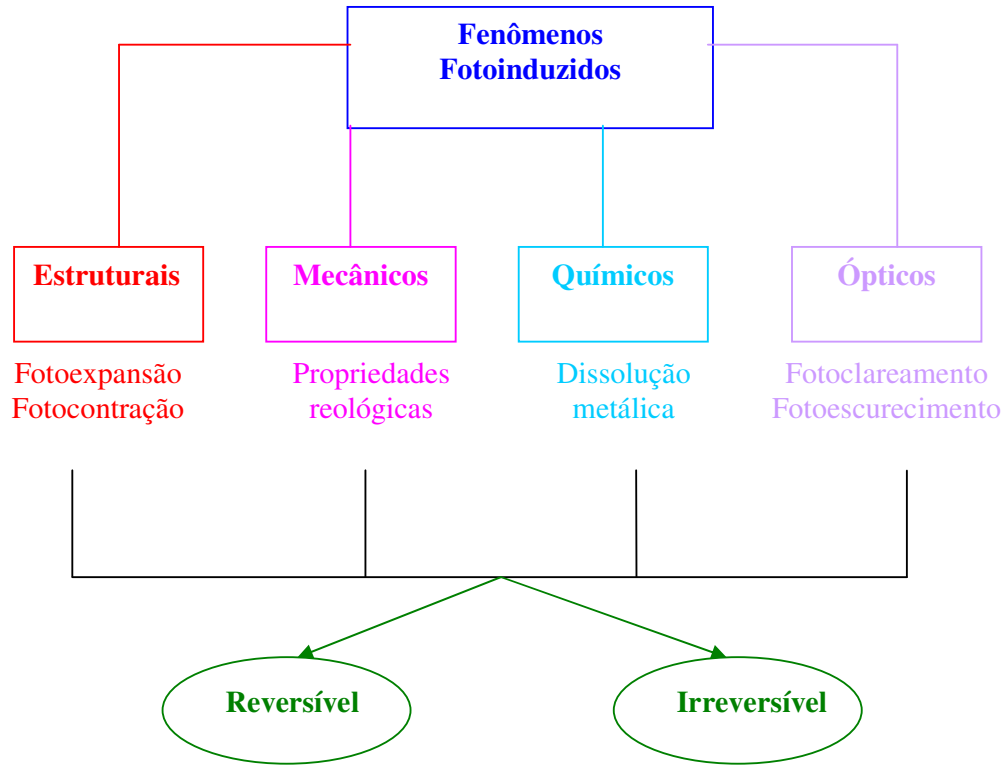 Fenômenos
Fotoinduzidos
Estruturais
Mecânicos
Químicos
Ópticos
Fotoexpansão
Fotocontração
Propriedades
reológicas
Dissolução
metálica
Fotoclareamento
Fotoescurecimento
Reversível
Irreversível